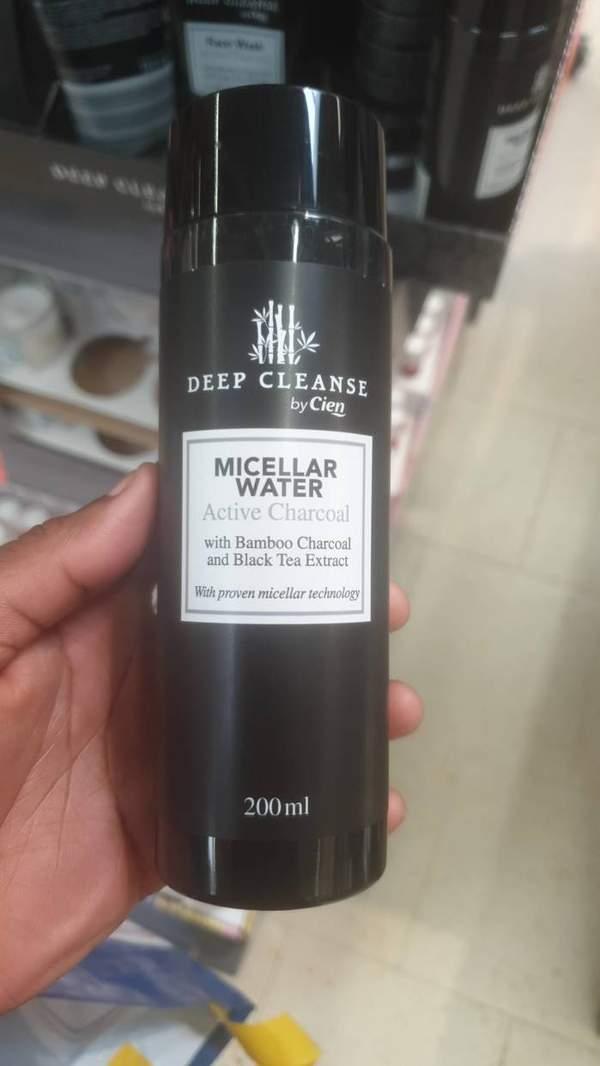 DEEP CLEANSE
by Cien
MICELLAR
WATER
Active Charcoal
with Bamboo Charcoal
and Black Tea Extract
With proven micellar technology
200ml